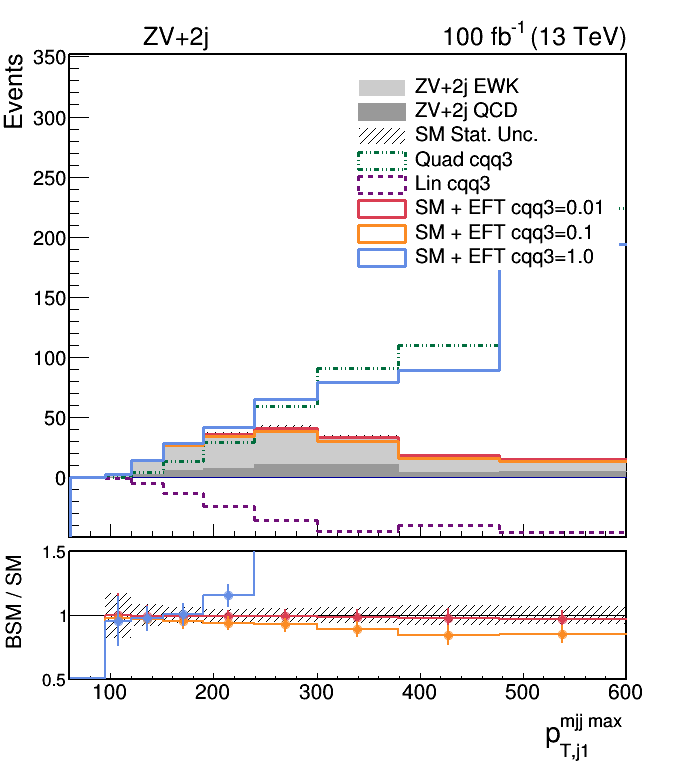 ZV+2j 100 fb⁻¹ (13 TeV)
Events
350
300
250
200
150
100
50
0
ZV+2j EWK
ZV+2j QCD
SM Stat. Unc.
Quad cqq3
Lin cqq3
SM + EFT cqq3=0.01
SM + EFT cqq3=0.1
SM + EFT cqq3=1.0
BSM / SM
1.5
1
0.5
100 200 300 400 500 600
p_{T,j1}^{mjj max}